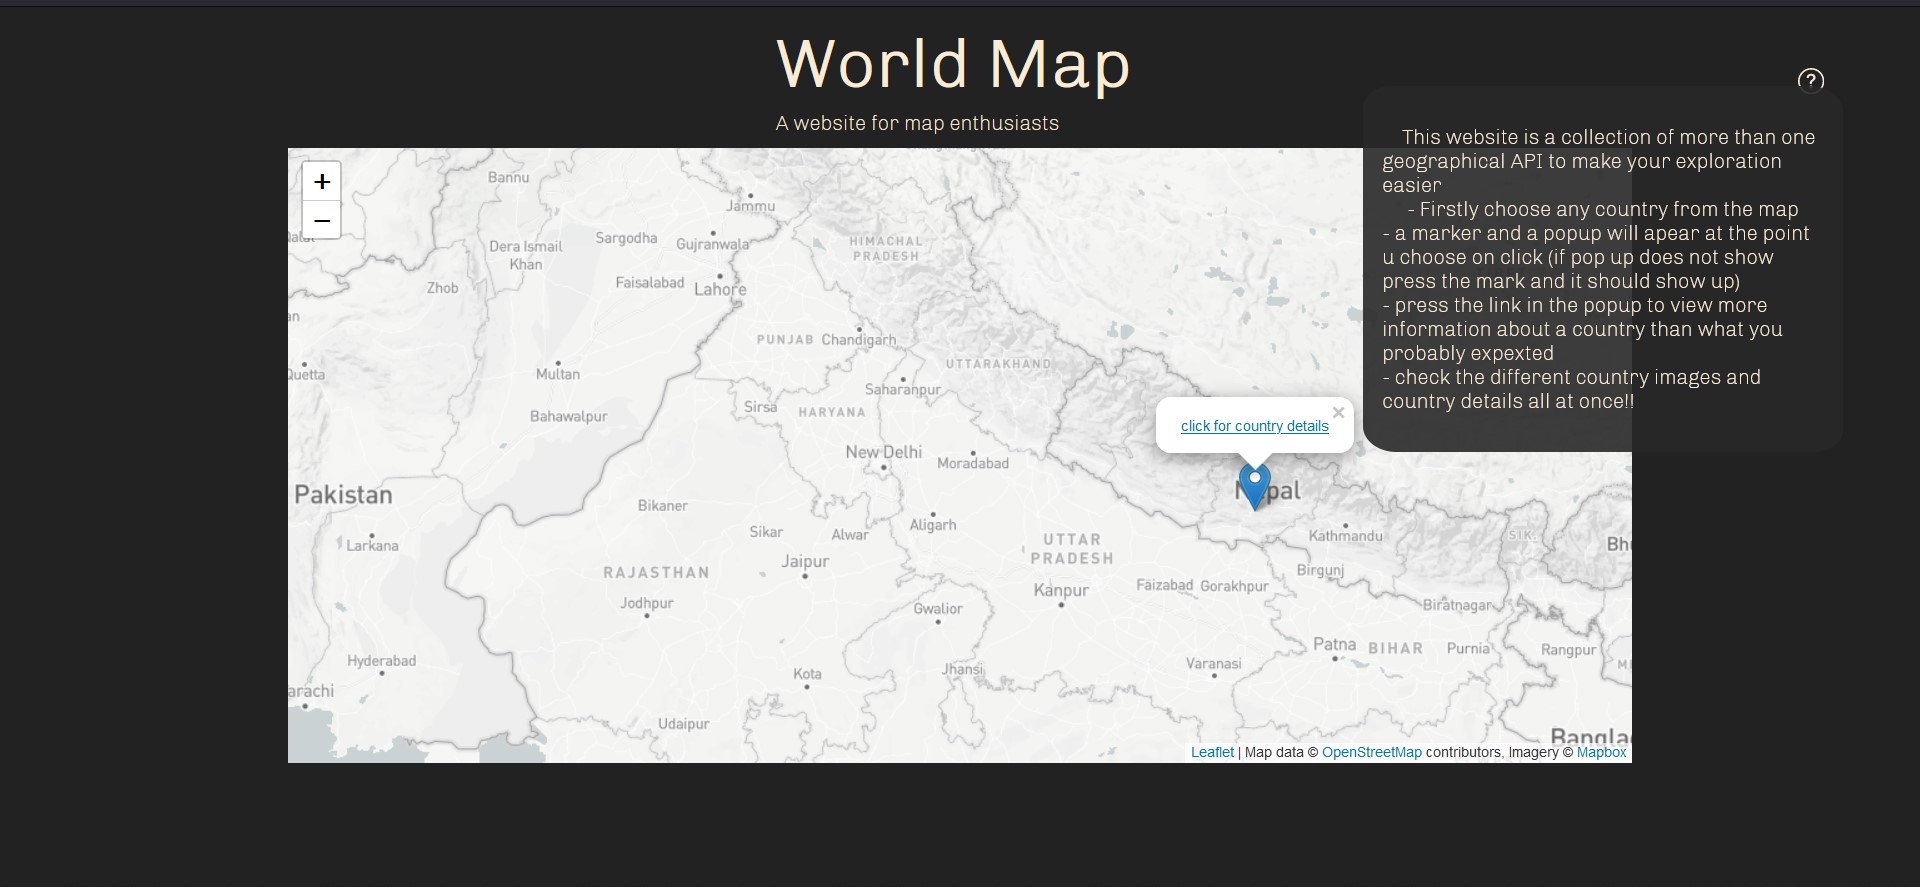 World Map
A website for map enthusiasts
?
This website is a collection of more than one
geographical API to make your exploration
easier
- Firstly choose any country from the map
- a marker and a popup will apear at the point
u choose on click (if pop up does not show
press the mark and it should show up)
- press the link in the popup to view more
information about a country than what you
probably expexted
- check the different country images and
country details all at once!!
+
−
Bannu
Jammu
Dera Ismail
Khan
Sargodha
Gujranwala
HIMACHAL
PRADESH
Zhob
Faisalabad
Lahore
an
PUNJAB
Chandigarh
UTTARAKHAND
Quetta
Multan
Saharanpur
Bahawalpur
Sirsa
HARYANA
×
click for country details
New Delhi
Moradabad
Pakistan
Bikaner
Nepal
Larkana
Sikar
Alwar
Aligarh
Kathmandu
SIK.
UTTAR
PRADESH
Bhu
RAJASTHAN
Jaipur
Kanpur
Faizabad
Gorakhpur
Birgunj
Jodhpur
Gwalior
Biratnagar
Hyderabad
Kota
Jhansi
Varanasi
Patna
BIHAR
Purnia
Rangpur
arachi
Udaipur
Bangla
Leaflet | Map data © OpenStreetMap contributors, Imagery © Mapbox